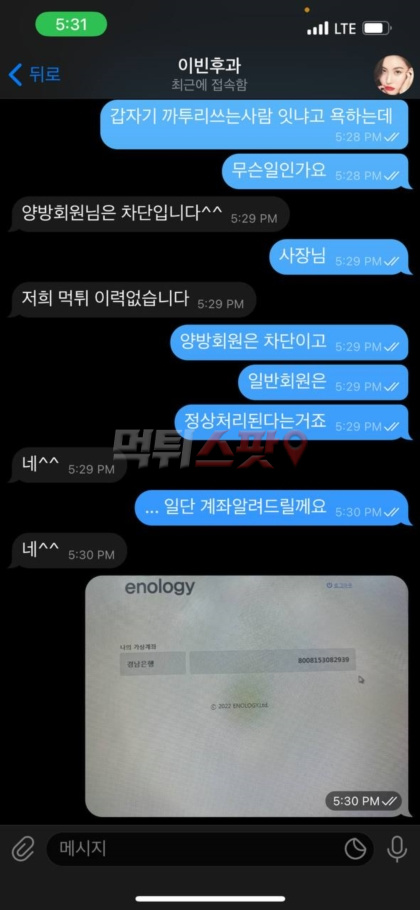 5:31
LTE
뒤로
이빈후과
최근에 접속함
갑자기 까투리쓰는사람 잇냐고 욕하는데 5:28 PM
무슨일인가요 5:28 PM
양방회원님은 차단입니다^^ 5:29 PM
사장님 5:29 PM
저희 먹튀 이력없습니다 5:29 PM
양방회원은 차단이고 5:29 PM
일반회원은 5:29 PM
정상처리된다는거죠 5:29 PM
먹튀스팟
네^^ 5:29 PM
... 일단 계좌알려드릴께요 5:30 PM
네^^ 5:30 PM
enology
나의 가상계좌
경남은행 8008153082939
© 2022 ENOLOGY.ltd
5:30 PM
메시지